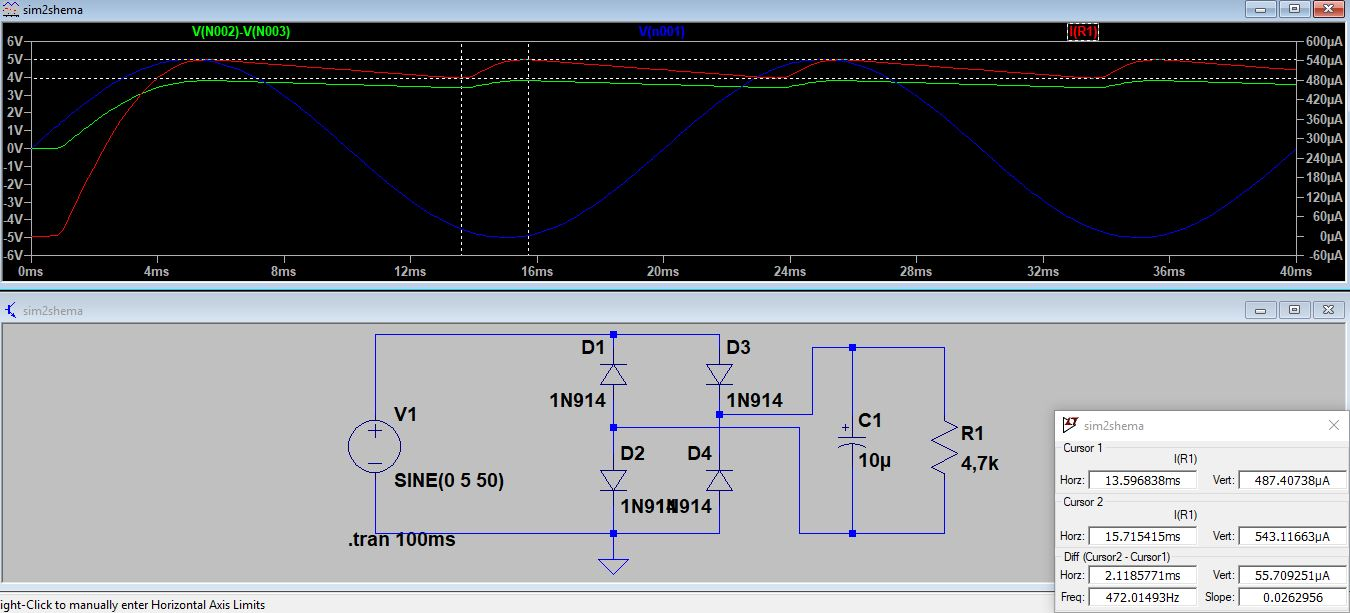 sim2shema
V(N002)-V(N003) V(n001) I(R1)
6V 600µA
5V 540µA
4V 480µA
3V 420µA
2V 360µA
1V 300µA
0V 240µA
-1V 180µA
-2V 120µA
-3V 60µA
-4V 0µA
-5V -60µA
-6V
0ms 4ms 8ms 12ms 16ms 20ms 24ms 28ms 32ms 36ms 40ms
sim2shema
D1 D3
1N914 1N914
V1 C1
R1
D2 D4
10µ 4,7k
SINE(0 5 50)
1N914 1N914
.tran 100ms
sim2shema
Cursor 1
I(R1)
Horz: 13.596838ms Vert: 487.40738µA
Cursor 2
I(R1)
Horz: 15.715415ms Vert: 543.11663µA
Diff (Cursor2 - Cursor1)
Horz: 2.1185771ms Vert: 55.709251µA
Freq: 472.01493Hz Slope: 0.0262956
ight-Click to manually enter Horizontal Axis Limits